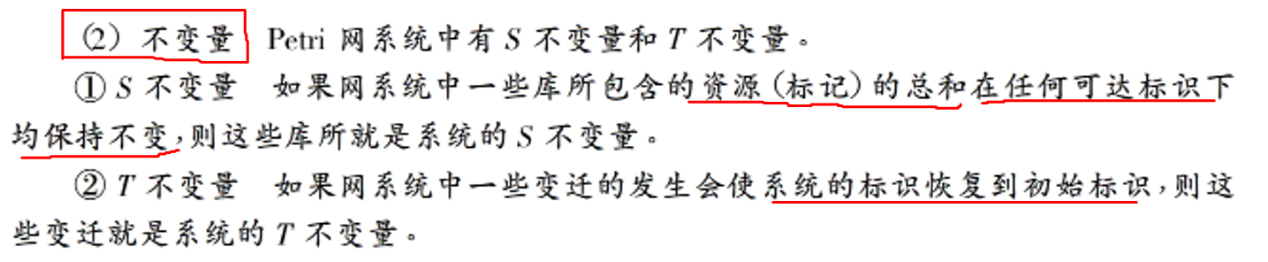 （2）不变量 Petri 网系统中有 S 不变量和 T 不变量。
① S 不变量 如果网系统中一些库所包含的资源(标记)的总和在任何可达标识下
均保持不变,则这些库所就是系统的 S 不变量。
② T 不变量 如果网系统中一些变迁的发生会使系统的标识恢复到初始标识,则这
些变迁就是系统的 T 不变量。